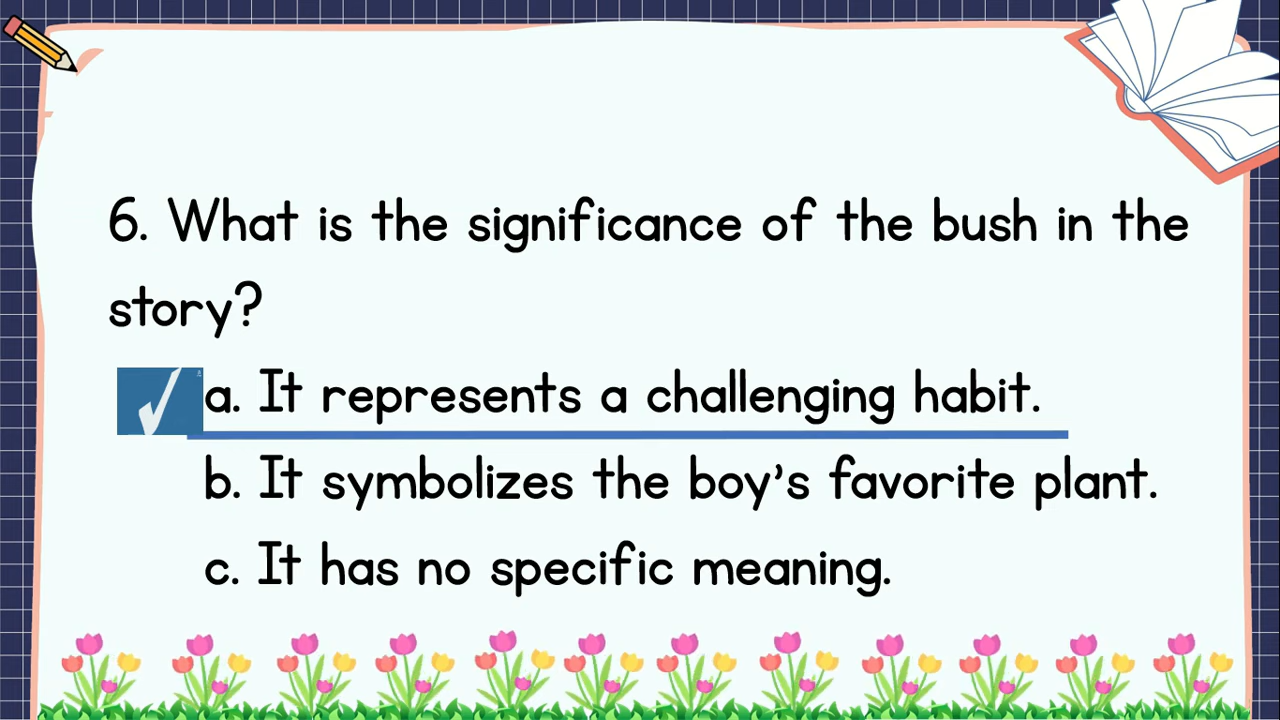 6. What is the significance of the bush in the
story?
a. It represents a challenging habit.
b. It symbolizes the boy's favorite plant.
c. It has no specific meaning.